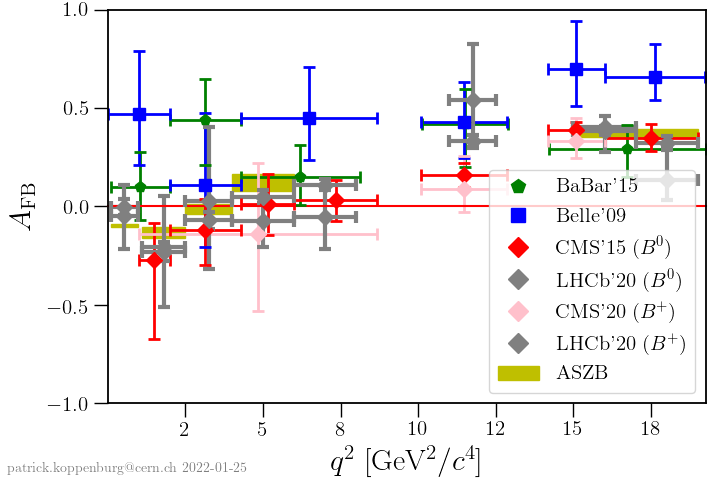 1.0
0.5
0.0
−0.5
−1.0
A_FB
BaBar'15
Belle'09
CMS'15 (B⁰)
LHCb'20 (B⁰)
CMS'20 (B⁺)
LHCb'20 (B⁺)
ASZB
2 5 8 10 12 15 18
q² [GeV²/c⁴]
patrick.koppenburg@cern.ch 2022-01-25